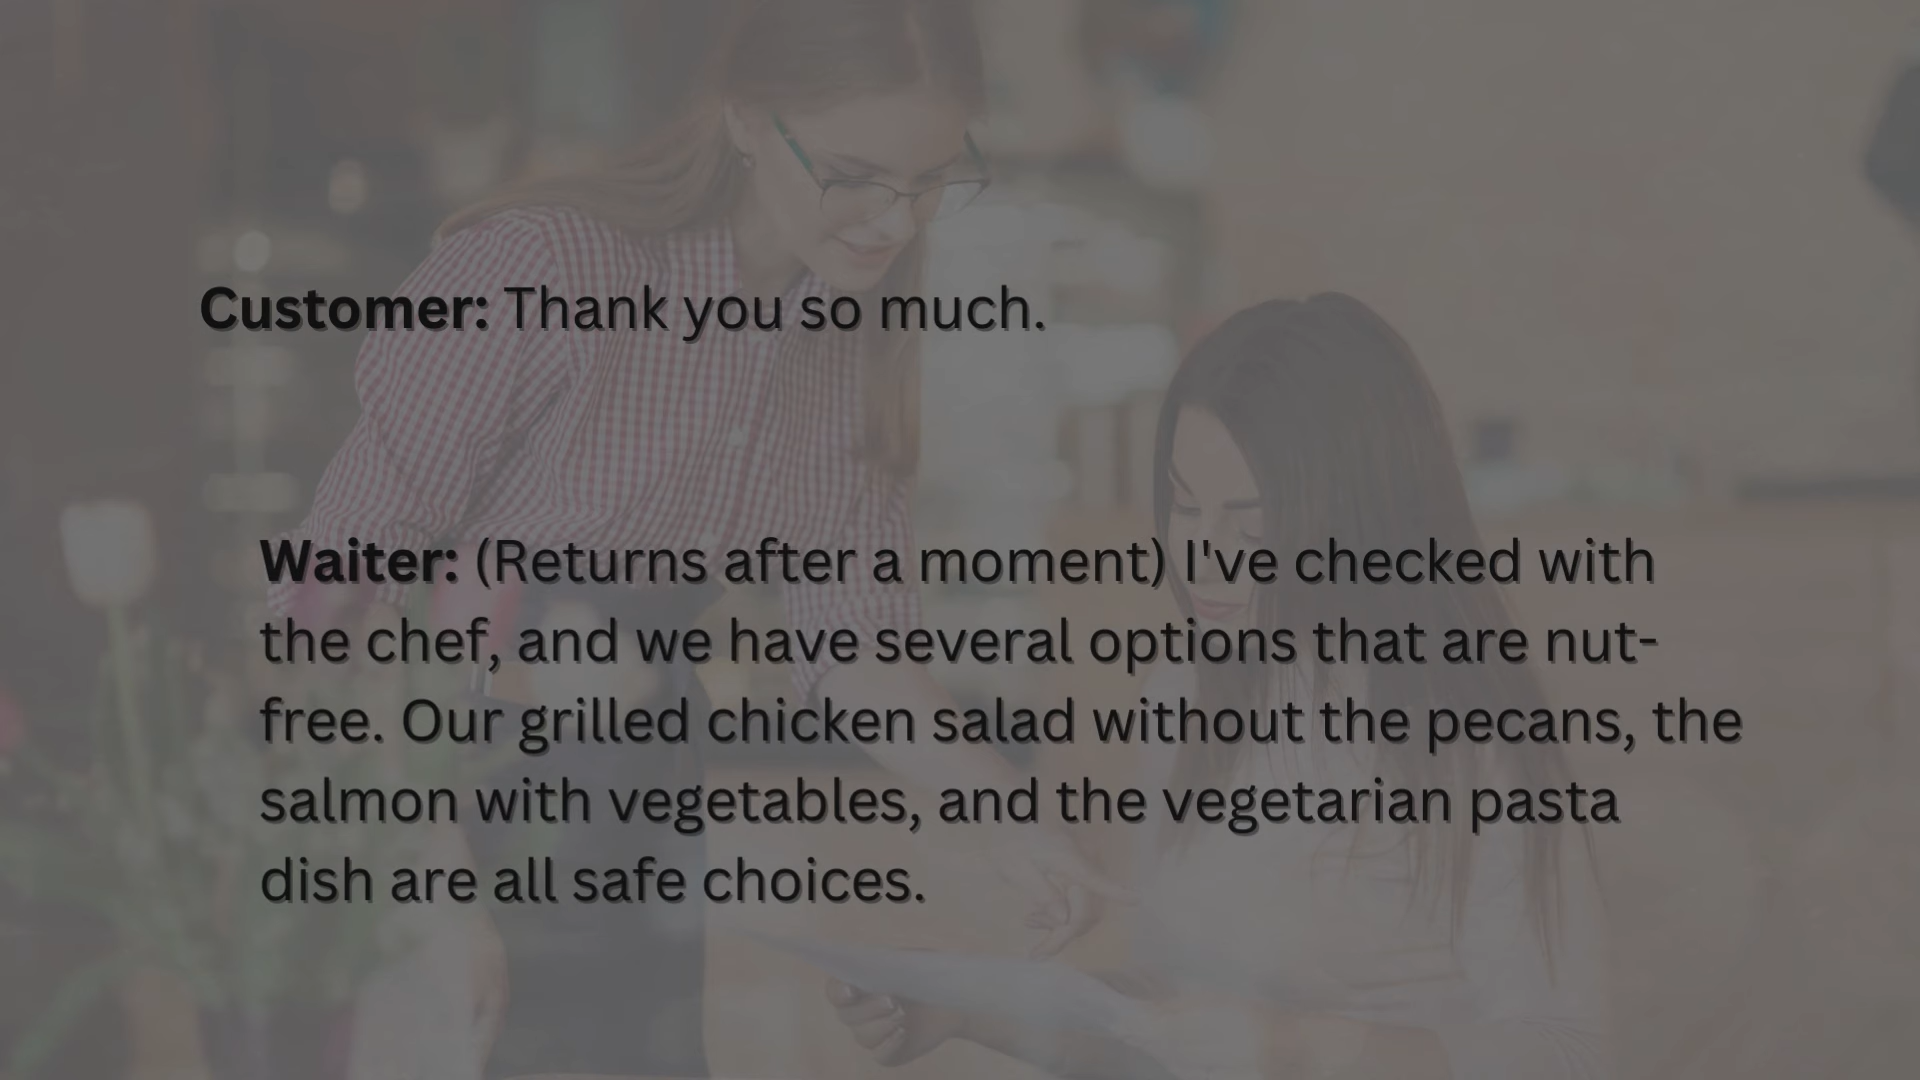 Customer: Thank you so much.
Waiter: (Returns after a moment) I've checked with
the chef, and we have several options that are nut-
free. Our grilled chicken salad without the pecans, the
salmon with vegetables, and the vegetarian pasta
dish are all safe choices.